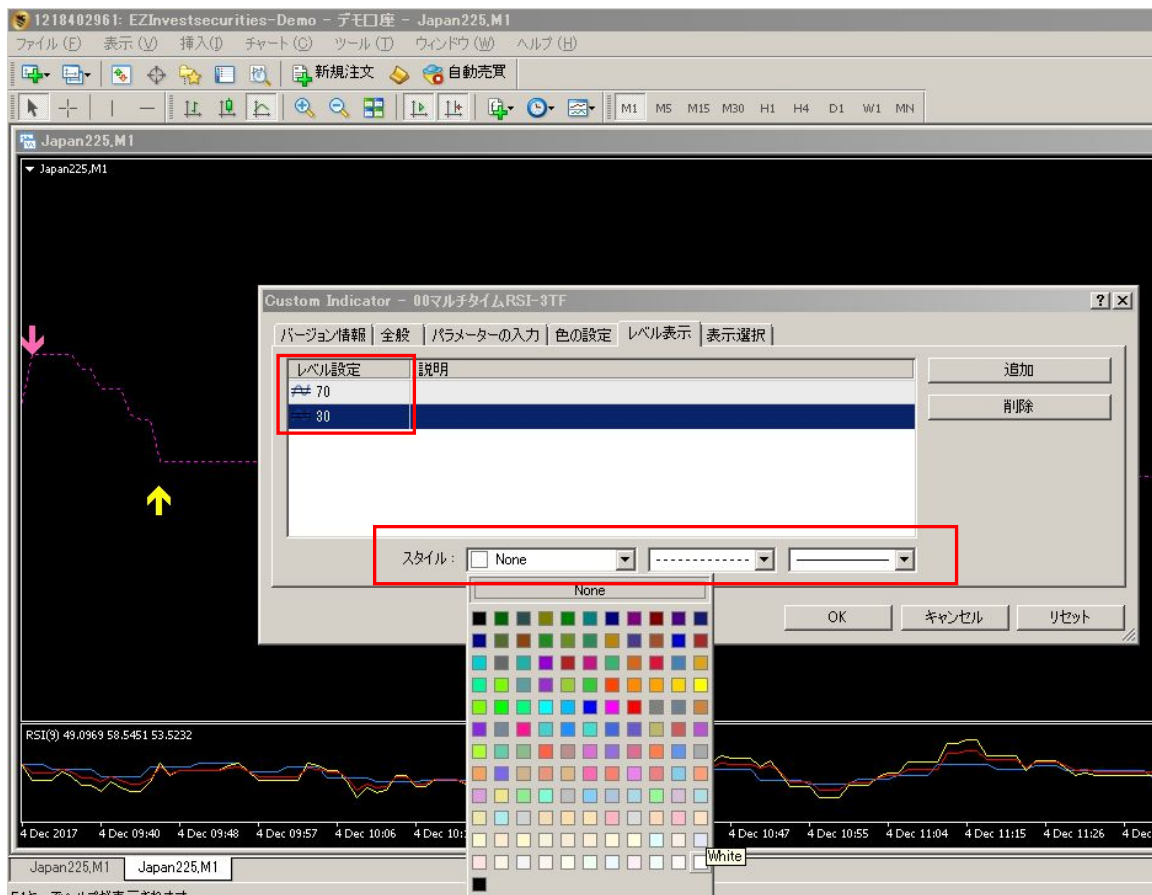 1218402961: EZInvestsecurities-Demo - デモ口座 - Japan225,M1
ファイル(F) 表示(V) 挿入(I) チャート(C) ツール(T) ウィンドウ(W) ヘルプ(H)
新規注文 自動売買
M1 M5 M15 M30 H1 H4 D1 W1 MN
Japan225,M1
Japan225,M1
Custom Indicator - 00マルチタイムRSI-3TF
バージョン情報 全般 パラメーターの入力 色の設定 レベル表示 表示選択
レベル設定 説明 追加
70
30 削除
スタイル: None
None
OK キャンセル リセット
RSI(9) 49.0969 58.5451 53.5232
4 Dec 2017 4 Dec 09:40 4 Dec 09:48 4 Dec 09:57 4 Dec 10:06 4 Dec 10: 4 Dec 10:47 4 Dec 10:55 4 Dec 11:04 4 Dec 11:15 4 Dec 11:26 4 Dec
White
Japan225,M1 Japan225,M1